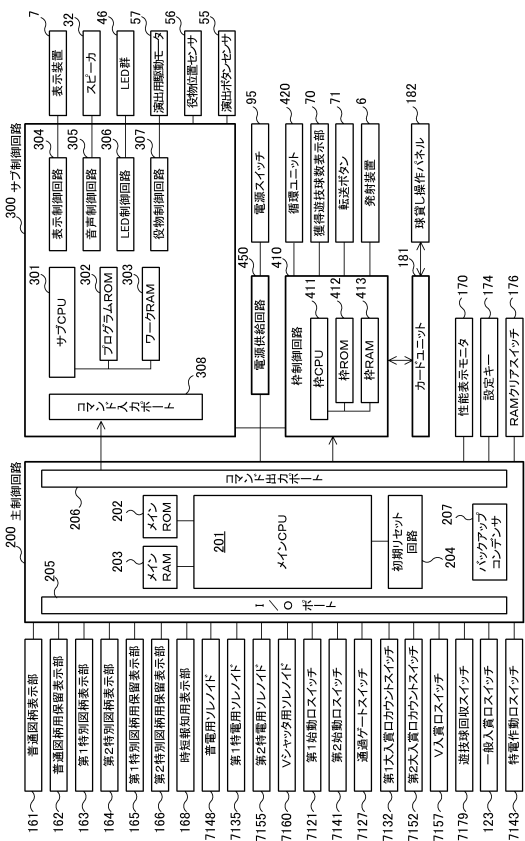 200 主制御回路
205
I/Oポート
203
メイン
RAM
202
メイン
ROM
201
メインCPU
初期リセット
回路
204
207
バックアップ
コンデンサ
206
コマンド出力ポート
161 普通図柄表示部
162 普通図柄用保留表示部
163 第1特別図柄表示部
164 第2特別図柄表示部
165 第1特別図柄用保留表示部
166 第2特別図柄用保留表示部
168 時短報知用表示部
7148 普電用ソレノイド
7135 第1特電用ソレノイド
7155 第2特電用ソレノイド
7160 Vシャッタ用ソレノイド
7121 第1始動口スイッチ
7141 第2始動口スイッチ
7127 通過ゲートスイッチ
7132 第1大入賞口カウントスイッチ
7152 第2大入賞口カウントスイッチ
7157 V入賞口スイッチ
7179 遊技球回収スイッチ
123 一般入賞口スイッチ
7143 特電作動口スイッチ
300 サブ制御回路
コマンド入力ポート
308
301
サブCPU
302
プログラムROM
303
ワークRAM
304
表示制御回路
305
音声制御回路
306
LED制御回路
307
役物制御回路
表示装置 7
スピーカ 32
LED群 46
演出用駆動モータ 57
役物位置センサ 56
演出ボタンセンサ 55
450
電源供給回路
電源スイッチ 95
410
枠制御回路
411
枠CPU
412
枠ROM
413
枠RAM
循環ユニット 420
獲得遊技球数表示部 70
転送ボタン 71
発射装置 6
181
カードユニット
球貸し操作パネル 182
性能表示モニタ 170
設定キー 174
RAMクリアスイッチ 176